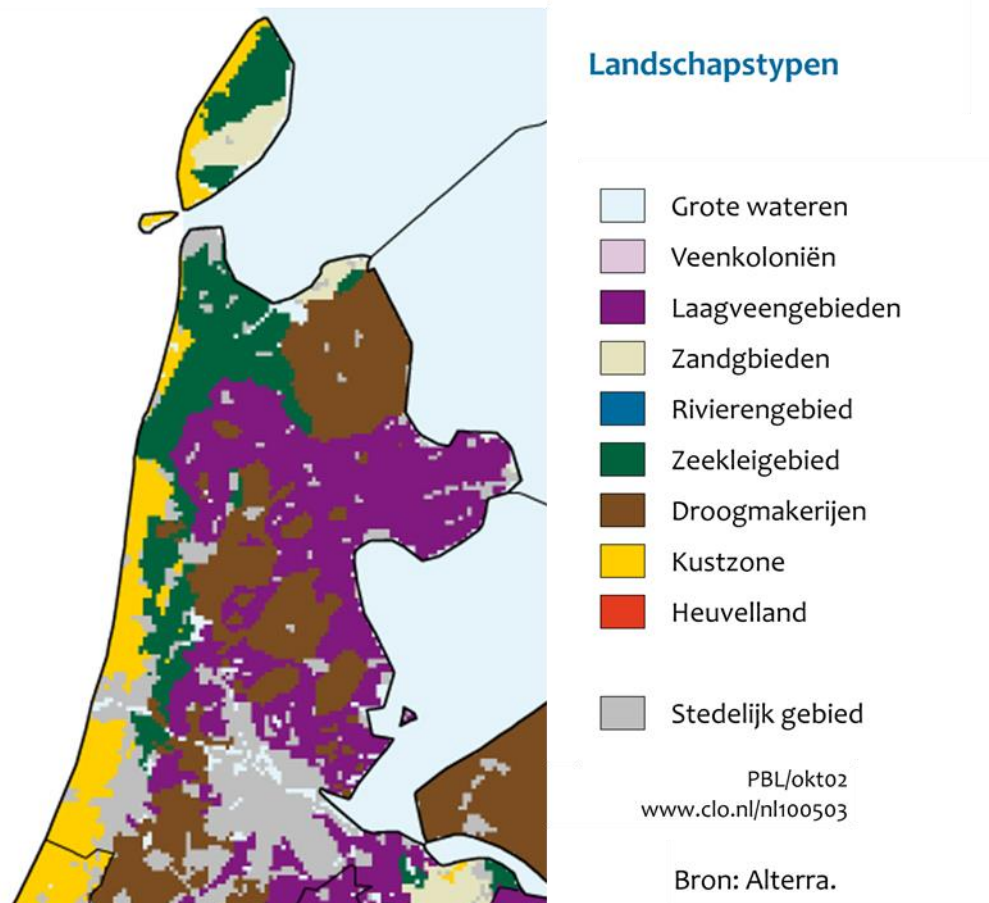 Landschapstypen
Grote wateren
Veenkoloniën
Laagveengebieden
Zandgbieden
Rivierengebied
Zeekleigebied
Droogmakerijen
Kustzone
Heuvelland
Stedelijk gebied
PBL/okt02
www.clo.nl/nl100503
Bron: Alterra.